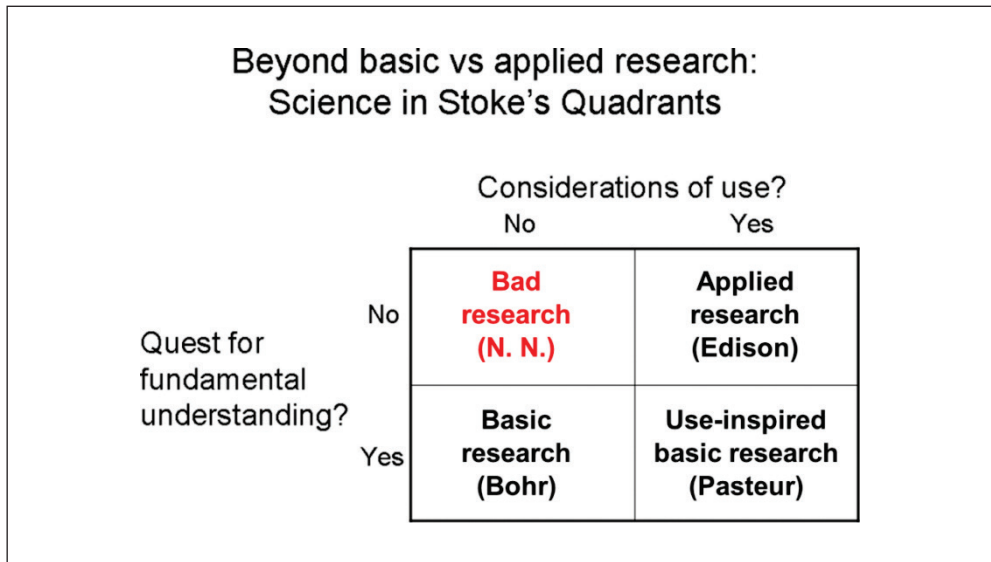 Beyond basic vs applied research:
Science in Stoke’s Quadrants
Considerations of use?
No
Yes
Quest for
fundamental
understanding?
No
Bad
research
(N. N.)
Applied
research
(Edison)
Yes
Basic
research
(Bohr)
Use-inspired
basic research
(Pasteur)